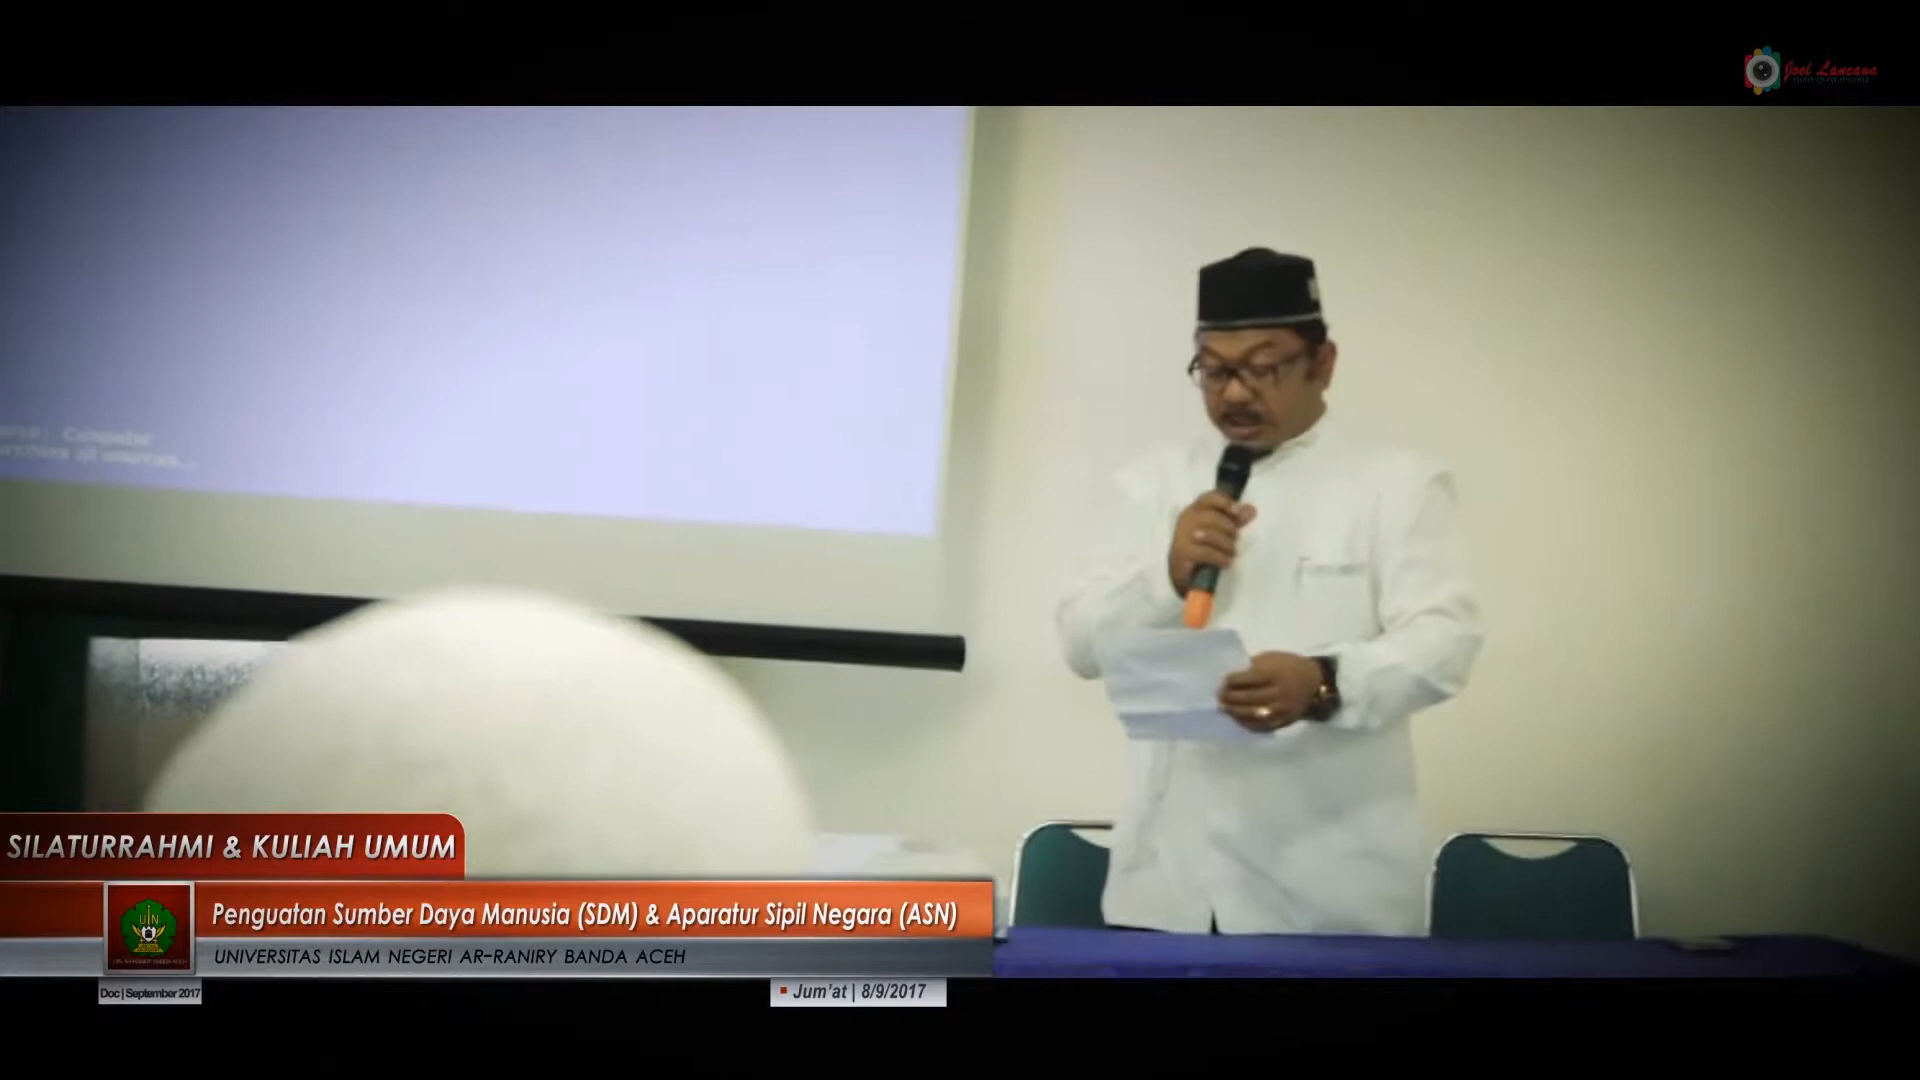 Joel Lancana
SILATURRAHMI & KULIAH UMUM
Penguatan Sumber Daya Manusia (SDM) & Aparatur Sipil Negara (ASN)
UIN
UNIVERSITAS ISLAM NEGERI AR-RANIRY BANDA ACEH
Doc | September 2017
Jum'at | 8/9/2017